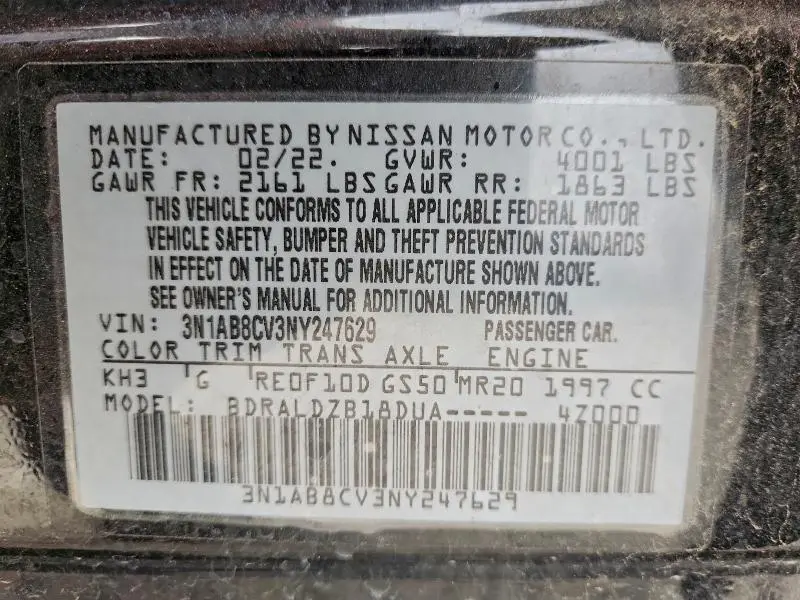 MANUFACTURED BY NISSAN MOTOR CO., LTD.
DATE: 02/22. GVWR: 4001 LBS
GAWR FR: 2161 LBS GAWR RR: 1863 LBS
THIS VEHICLE CONFORMS TO ALL APPLICABLE FEDERAL MOTOR
VEHICLE SAFETY, BUMPER AND THEFT PREVENTION STANDARDS
IN EFFECT ON THE DATE OF MANUFACTURE SHOWN ABOVE.
SEE OWNER'S MANUAL FOR ADDITIONAL INFORMATION.
VIN: 3N1AB8CV3NY247629 PASSENGER CAR.
COLOR TRIM TRANS AXLE ENGINE
KH3 G RE0F10D GS50 MR20 1997 CC
MODEL: BDRALDZB18DUA----- 4Z000
3N1AB8CV3NY247629